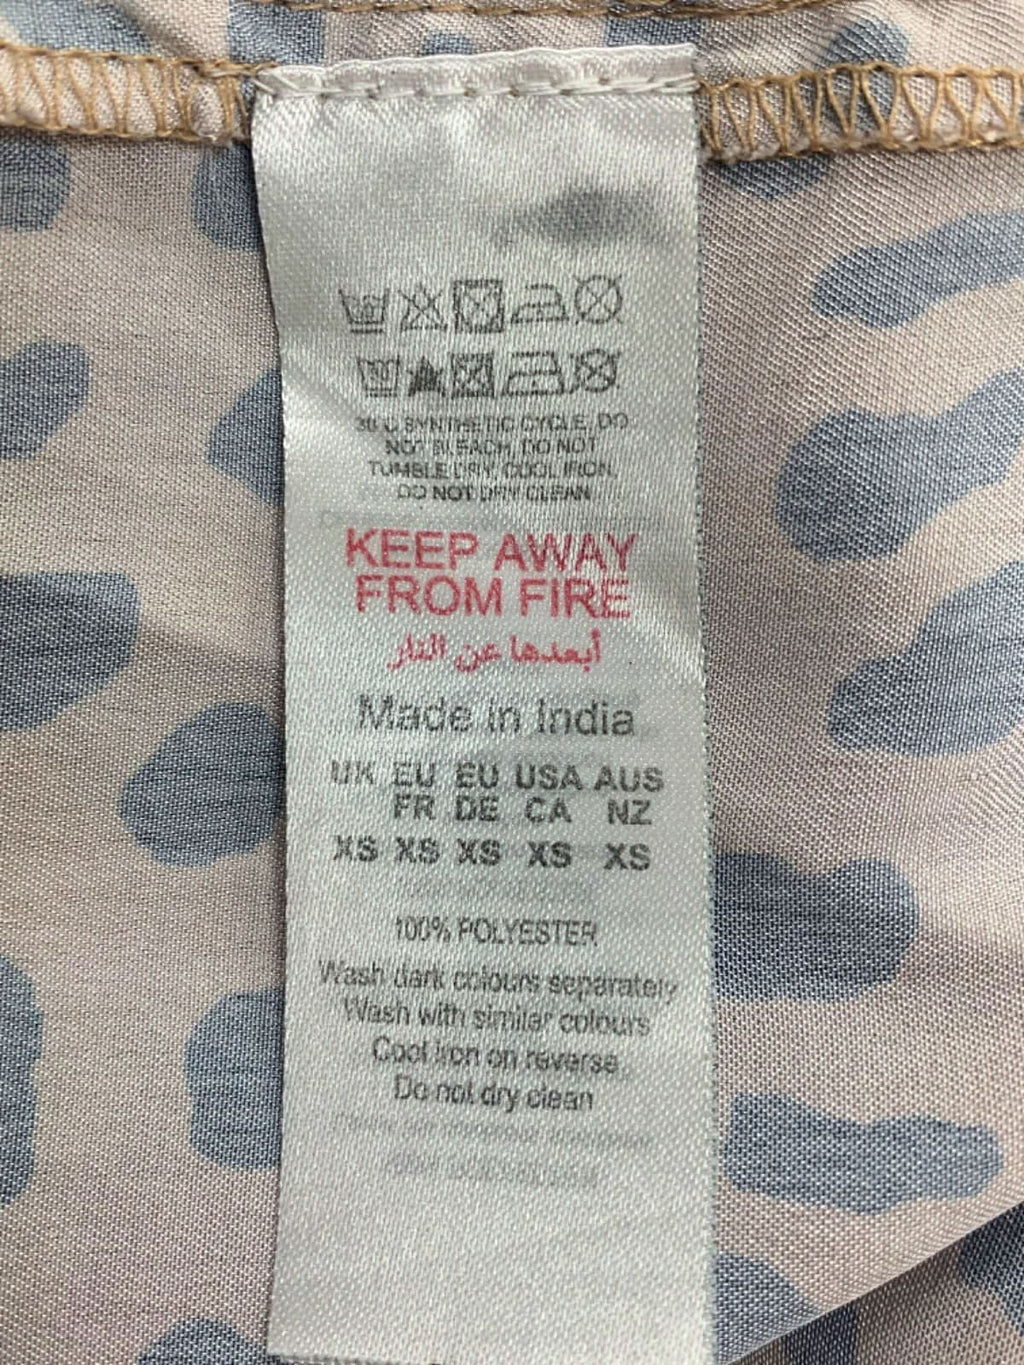 30°C SYNTHETIC CYCLE, DO
NOT BLEACH, DO NOT
TUMBLE DRY, COOL IRON,
DO NOT DRY CLEAN
KEEP AWAY
FROM FIRE
أبعدها عن النار
Made in India
UK EU EU USA AUS
FR DE CA NZ
XS XS XS XS XS
100% POLYESTER
Wash dark colours separately
Wash with similar colours
Cool iron on reverse
Do not dry clean